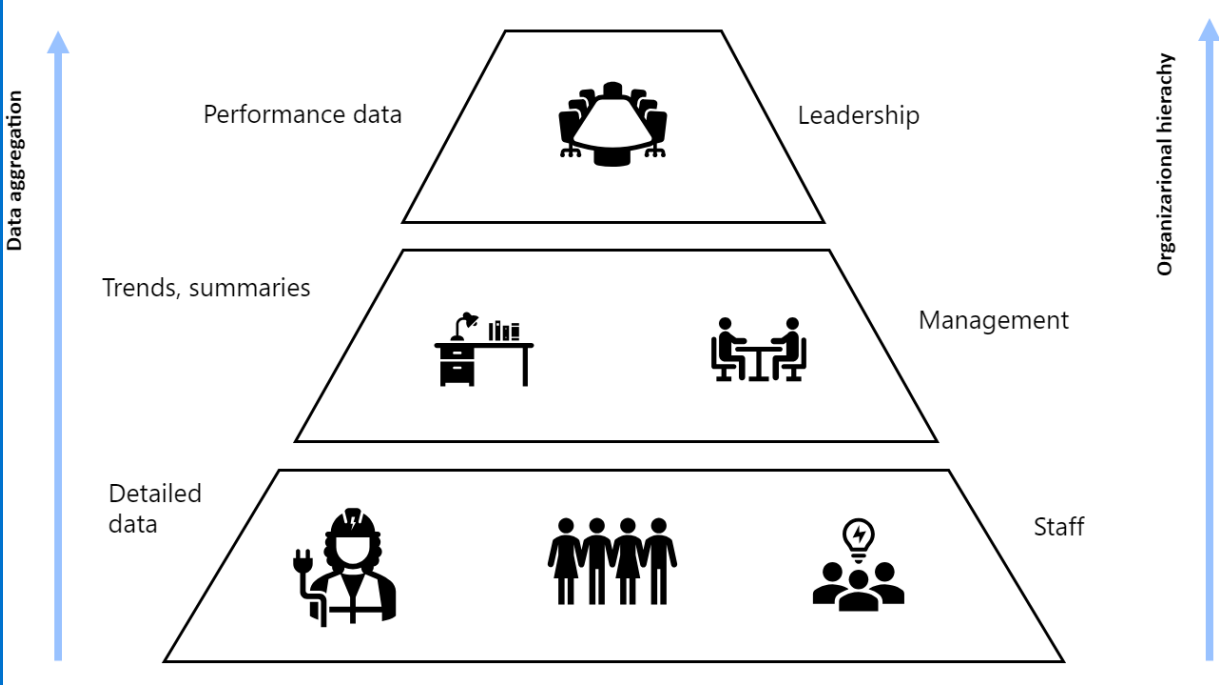 Data aggregation
Performance data
Leadership
Organizarional hierachy
Trends, summaries
Management
Detailed
data
Staff